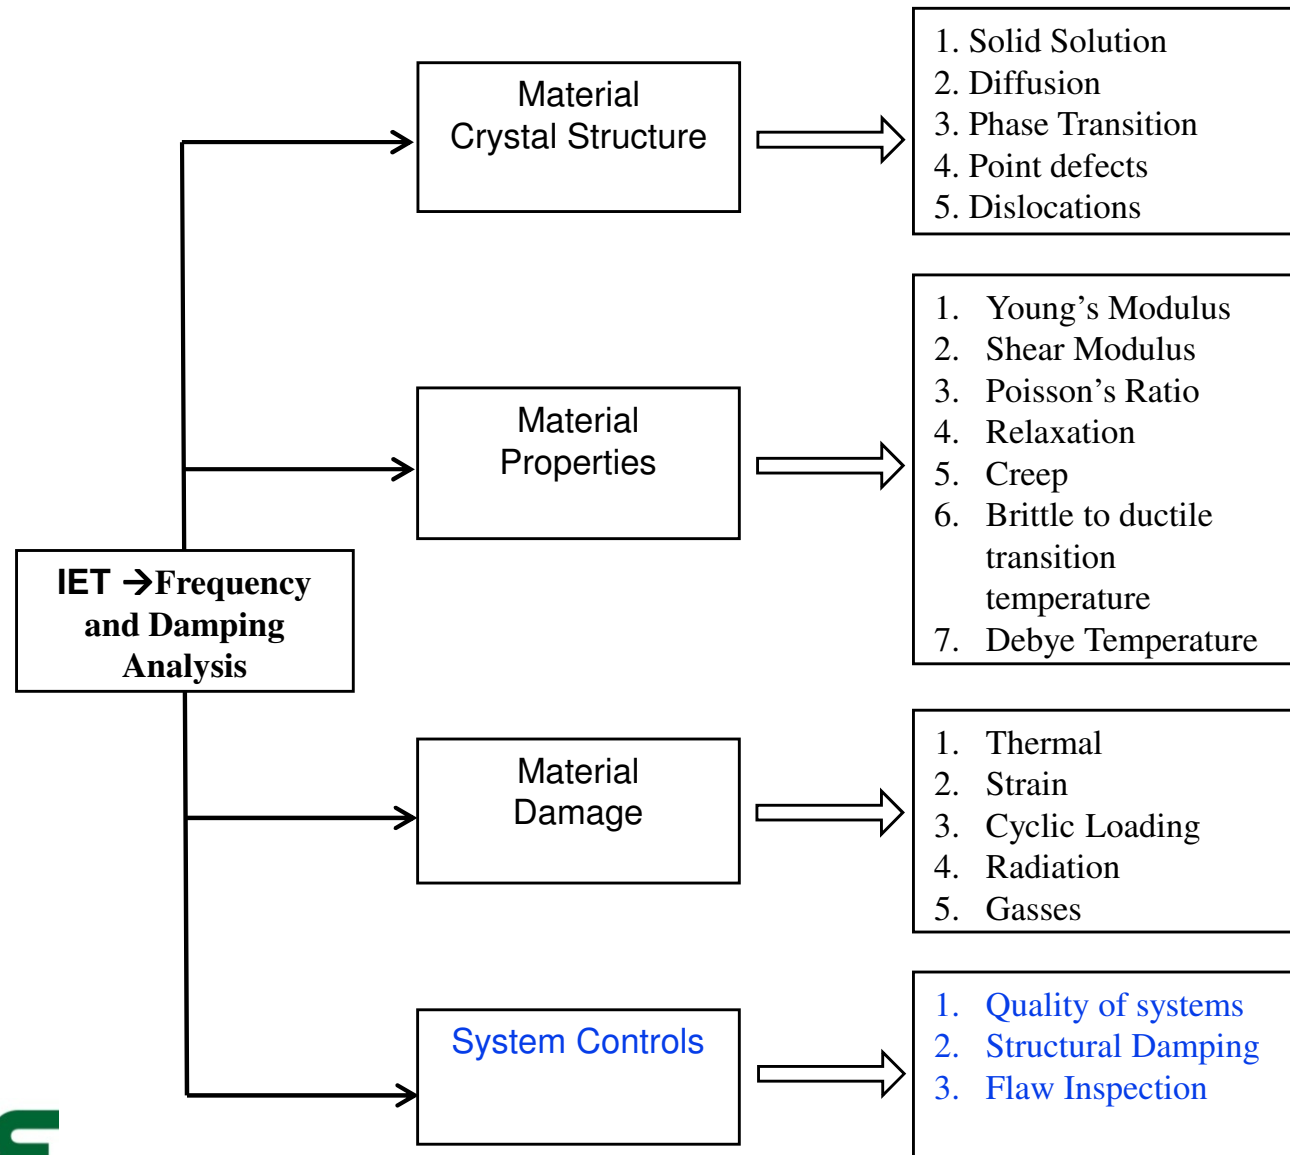 IET →Frequency
and Damping
Analysis
Material
Crystal Structure
1. Solid Solution
2. Diffusion
3. Phase Transition
4. Point defects
5. Dislocations
Material
Properties
1. Young’s Modulus
2. Shear Modulus
3. Poisson’s Ratio
4. Relaxation
5. Creep
6. Brittle to ductile
transition
temperature
7. Debye Temperature
Material
Damage
1. Thermal
2. Strain
3. Cyclic Loading
4. Radiation
5. Gasses
System Controls
1. Quality of systems
2. Structural Damping
3. Flaw Inspection